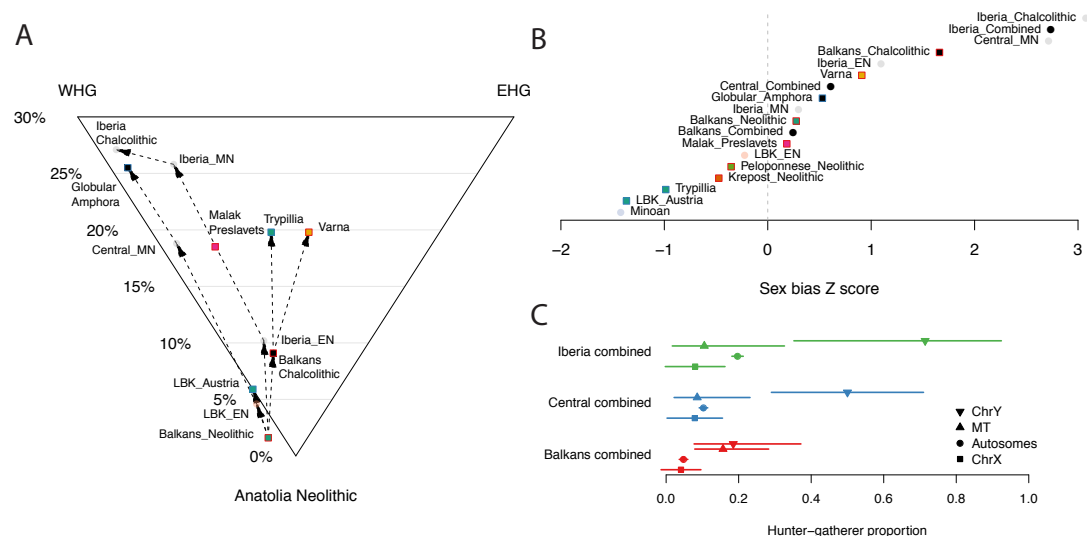 A
WHG
EHG
30%
Iberia
Chalcolithic
Iberia_MN
25%
Globular
Amphora
Malak
Preslavets
Trypillia
Varna
20%
Central_MN
15%
10%
Iberia_EN
Balkans
Chalcolithic
LBK_Austria
5%
LBK_EN
Balkans_Neolithic
0%
Anatolia Neolithic
B
Iberia_Chalcolithic
Iberia_Combined
Central_MN
Balkans_Chalcolithic
Iberia_EN
Varna
Central_Combined
Globular_Amphora
Iberia_MN
Balkans_Neolithic
Balkans_Combined
Malak_Preslavets
LBK_EN
Peloponnese_Neolithic
Krepost_Neolithic
Trypillia
LBK_Austria
Minoan
−2 −1 0 1 2 3
Sex bias Z score
C
Iberia combined
Central combined
Balkans combined
ChrY
MT
Autosomes
ChrX
0.0 0.2 0.4 0.6 0.8 1.0
Hunter−gatherer proportion